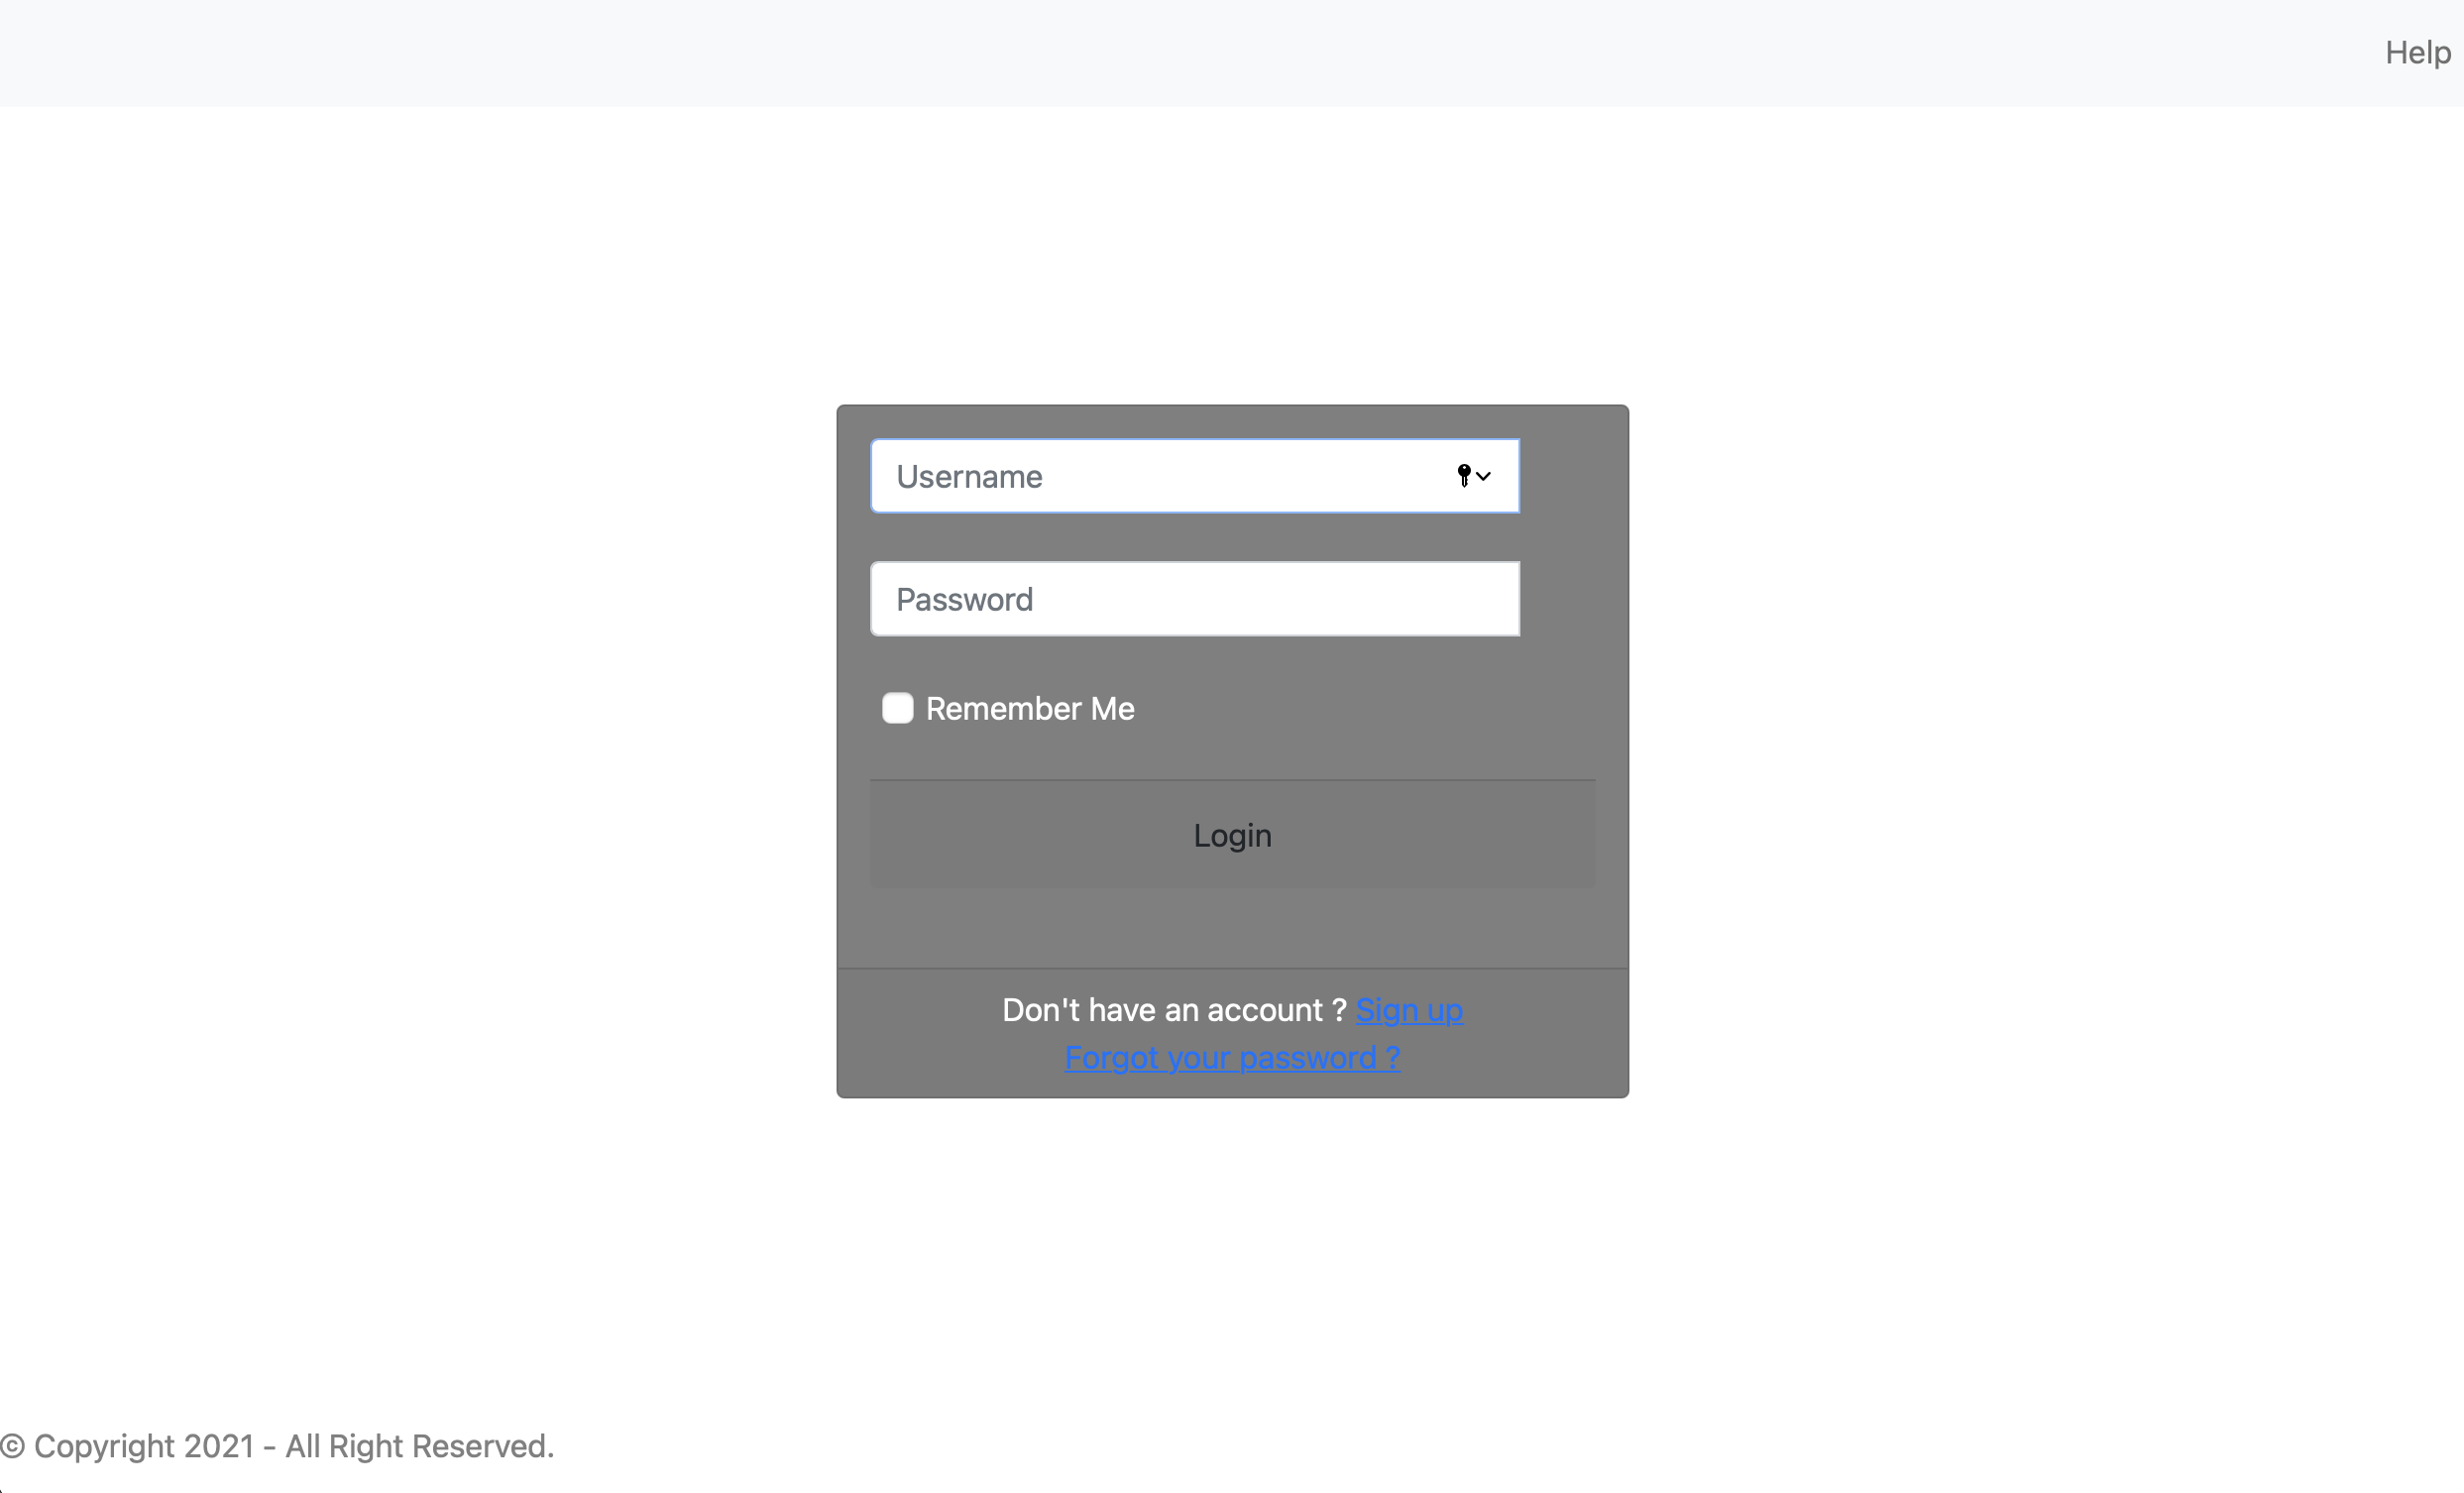 Help
Username
Password
Remember Me
Login
Don't have an account ? Sign up
Forgot your password ?
© Copyright 2021 - All Right Reserved.